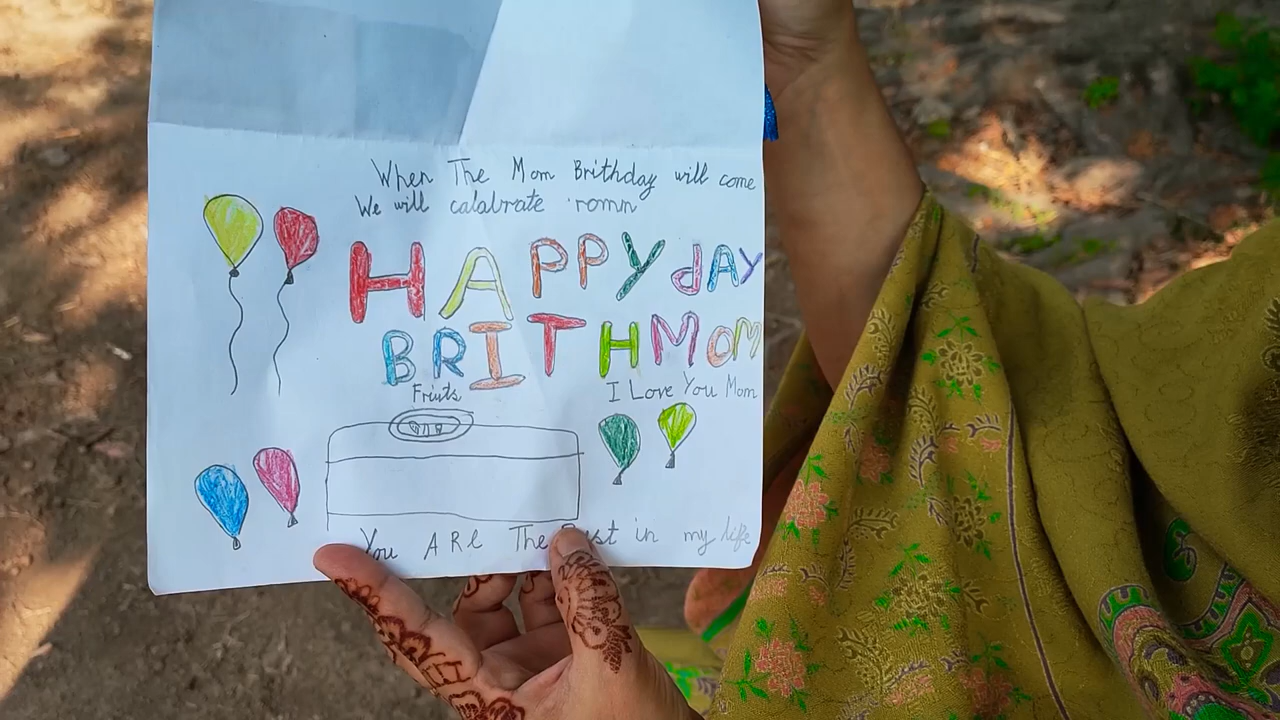 When The Mom Brithday will come
We will calabrate
HAPPY dAY
BRITH MOM
Friuts
I Love You Mom
You ARe The in my life